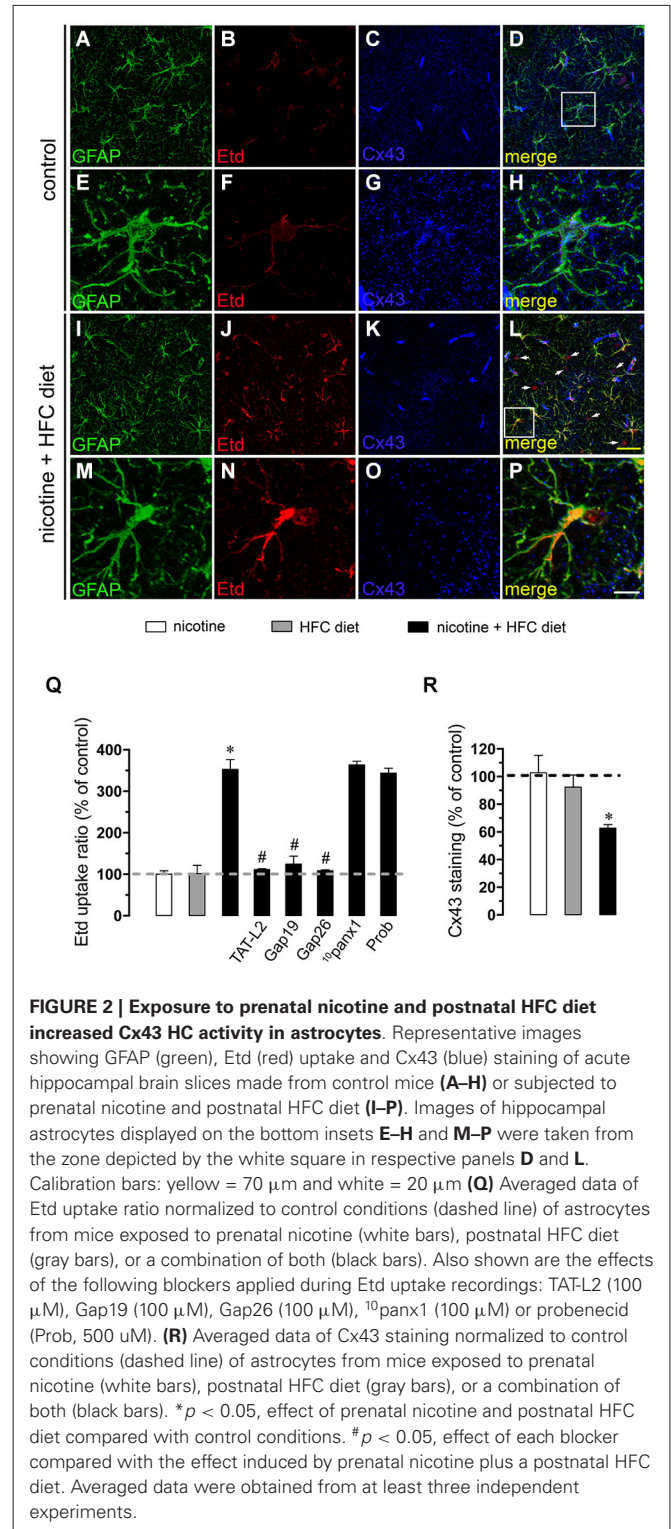 A
B
C
D
control
GFAP
Etd
Cx43
merge
E
F
G
H
GFAP
Etd
Cx43
merge
I
J
K
L
nicotine + HFC diet
GFAP
Etd
Cx43
merge
M
N
O
P
GFAP
Etd
Cx43
merge
nicotine
HFC diet
nicotine + HFC diet
Q
Etd uptake ratio (% of control)
400
300
200
100
0
*
#
#
#
TAT-L2
Gap19
Gap26
¹⁰panx1
Prob
R
Cx43 staining (% of control)
120
100
80
60
40
20
0
*
FIGURE 2 | Exposure to prenatal nicotine and postnatal HFC diet
increased Cx43 HC activity in astrocytes. Representative images
showing GFAP (green), Etd (red) uptake and Cx43 (blue) staining of acute
hippocampal brain slices made from control mice (A–H) or subjected to
prenatal nicotine and postnatal HFC diet (I–P). Images of hippocampal
astrocytes displayed on the bottom insets E–H and M–P were taken from
the zone depicted by the white square in respective panels D and L.
Calibration bars: yellow = 70 μm and white = 20 μm (Q) Averaged data of
Etd uptake ratio normalized to control conditions (dashed line) of astrocytes
from mice exposed to prenatal nicotine (white bars), postnatal HFC diet
(gray bars), or a combination of both (black bars). Also shown are the effects
of the following blockers applied during Etd uptake recordings: TAT-L2 (100
μM), Gap19 (100 μM), Gap26 (100 μM), ¹⁰panx1 (100 μM) or probenecid
(Prob, 500 uM). (R) Averaged data of Cx43 staining normalized to control
conditions (dashed line) of astrocytes from mice exposed to prenatal
nicotine (white bars), postnatal HFC diet (gray bars), or a combination of
both (black bars). *p < 0.05, effect of prenatal nicotine and postnatal HFC
diet compared with control conditions. #p < 0.05, effect of each blocker
compared with the effect induced by prenatal nicotine plus a postnatal HFC
diet. Averaged data were obtained from at least three independent
experiments.